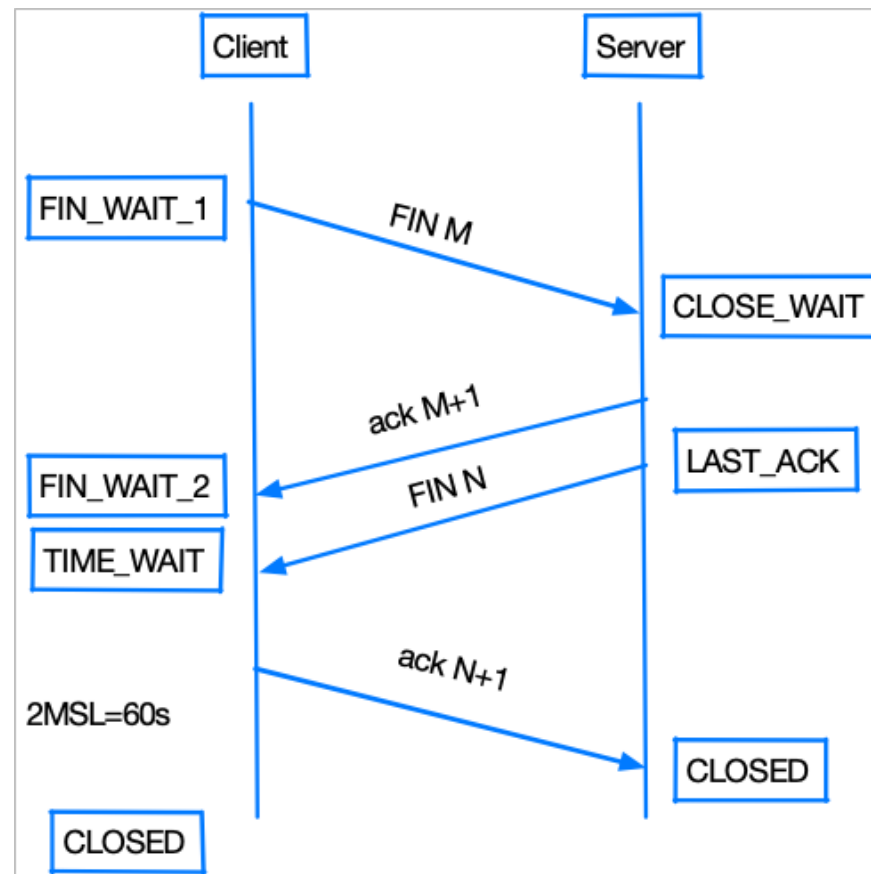 Client
Server
FIN_WAIT_1
FIN M
CLOSE_WAIT
ack M+1
LAST_ACK
FIN_WAIT_2
FIN N
TIME_WAIT
ack N+1
2MSL=60s
CLOSED
CLOSED